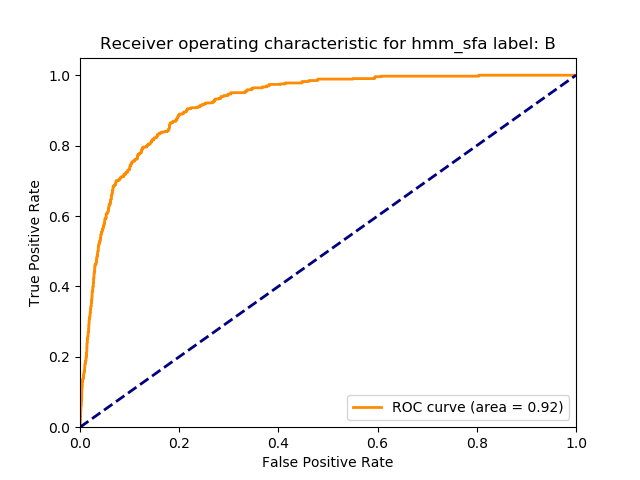 Receiver operating characteristic for hmm_sfa label: B
True Positive Rate
1.0
0.8
0.6
0.4
0.2
0.0
ROC curve (area = 0.92)
0.0 0.2 0.4 0.6 0.8 1.0
False Positive Rate